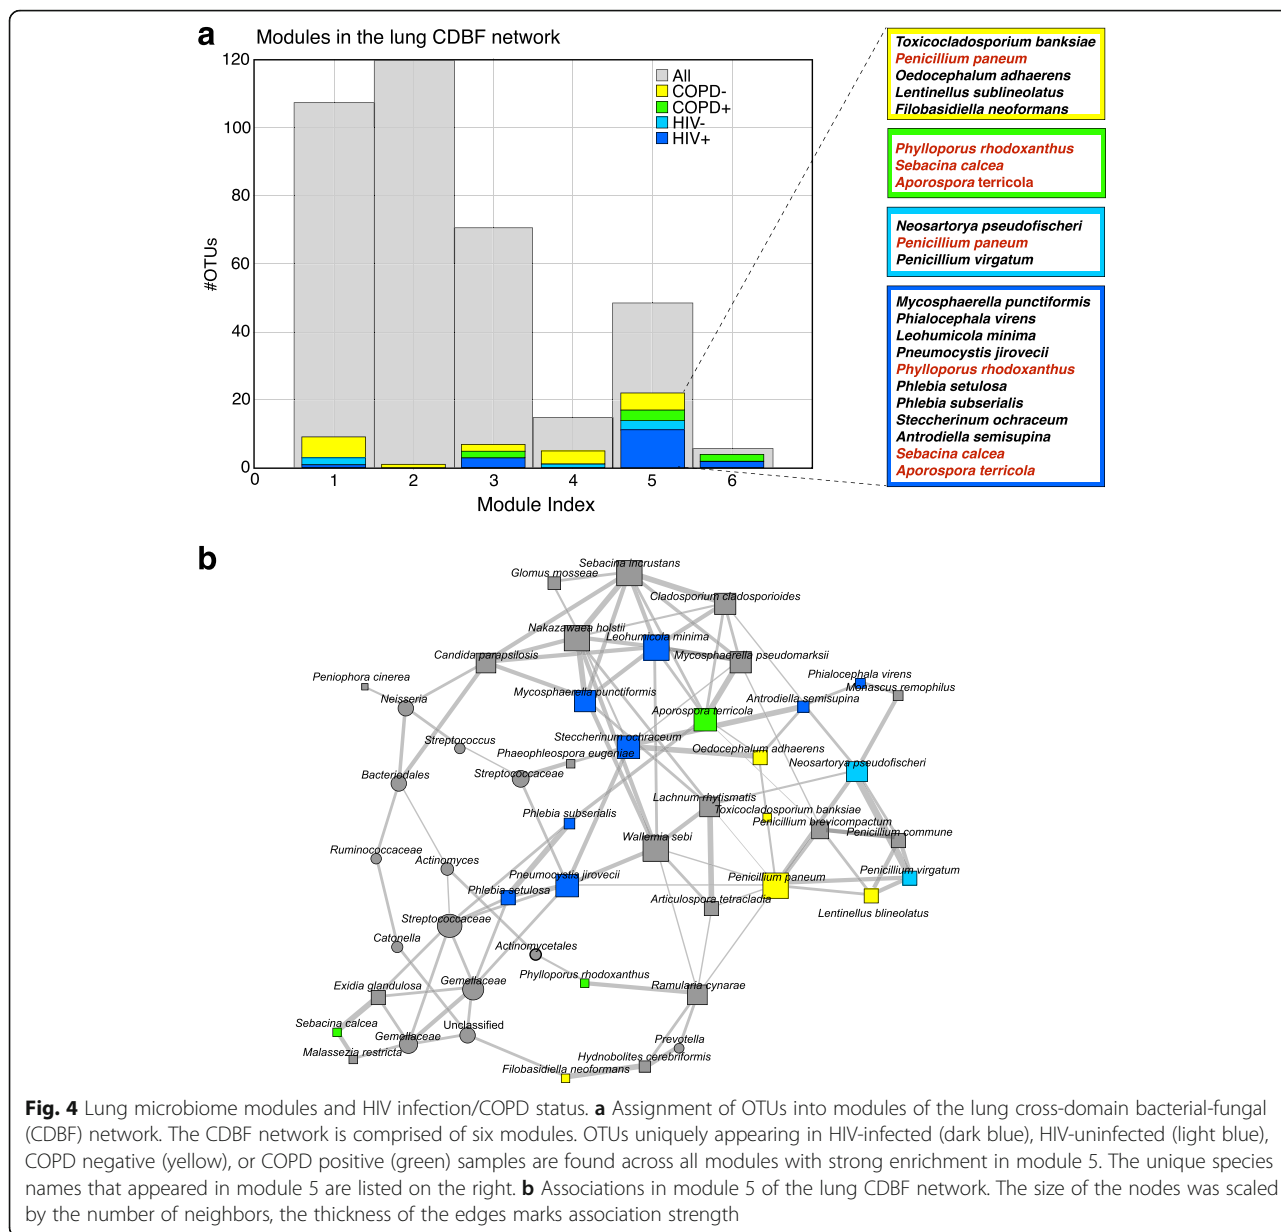 a Modules in the lung CDBF network
120
100
80
60
40
20
0
#OTUs
0 1 2 3 4 5 6
Module Index
All
COPD-
COPD+
HIV-
HIV+
Toxicocladosporium banksiae
Penicillium paneum
Oedocephalum adhaerens
Lentinellus sublineolatus
Filobasidiella neoformans
Phylloporus rhodoxanthus
Sebacina calcea
Aporospora terricola
Neosartorya pseudofischeri
Penicillium paneum
Penicillium virgatum
Mycosphaerella punctiformis
Phialocephala virens
Leohumicola minima
Pneumocystis jirovecii
Phylloporus rhodoxanthus
Phlebia setulosa
Phlebia subserialis
Steccherinum ochraceum
Antrodiella semisupina
Sebacina calcea
Aporospora terricola
b
Sebacina incrustans
Glomus mosseae
Cladosporium cladosporioides
Nakazawaea holstii
Leohumicola minima
Candida parapsilosis
Mycosphaerella pseudomarksii
Peniophora cinerea
Phialocephala virens
Monascus remophilus
Neisseria
Mycosphaerella punctiformis
Antrodiella semisupina
Aporospora terricola
Streptococcus
Steccherinum ochraceum
Phaeophleospora eugeniae
Oedocephalum adhaerens
Neosartorya pseudofischeri
Bacteriodales
Streptococcaceae
Lachnum rhytismatis
Toxicocladosporium banksiae
Phlebia subserialis
Penicillium brevicompactum
Penicillium commune
Wallemia sebi
Ruminococcaceae
Actinomyces
Pneumocystis jirovecii
Penicillium paneum
Penicillium virgatum
Phlebia setulosa
Articulospora tetracladia
Lentinellus blineolatus
Streptococcaceae
Catonella
Actinomycetales
Phylloporus rhodoxanthus
Exidia glandulosa
Gemellaceae
Ramularia cynarae
Sebacina calcea
Unclassified
Gemellaceae
Prevotella
Malassezia restricta
Hydnobolites cerebriformis
Filobasidiella neoformans
Fig. 4 Lung microbiome modules and HIV infection/COPD status. a Assignment of OTUs into modules of the lung cross-domain bacterial-fungal
(CDBF) network. The CDBF network is comprised of six modules. OTUs uniquely appearing in HIV-infected (dark blue), HIV-uninfected (light blue),
COPD negative (yellow), or COPD positive (green) samples are found across all modules with strong enrichment in module 5. The unique species
names that appeared in module 5 are listed on the right. b Associations in module 5 of the lung CDBF network. The size of the nodes was scaled
by the number of neighbors, the thickness of the edges marks association strength